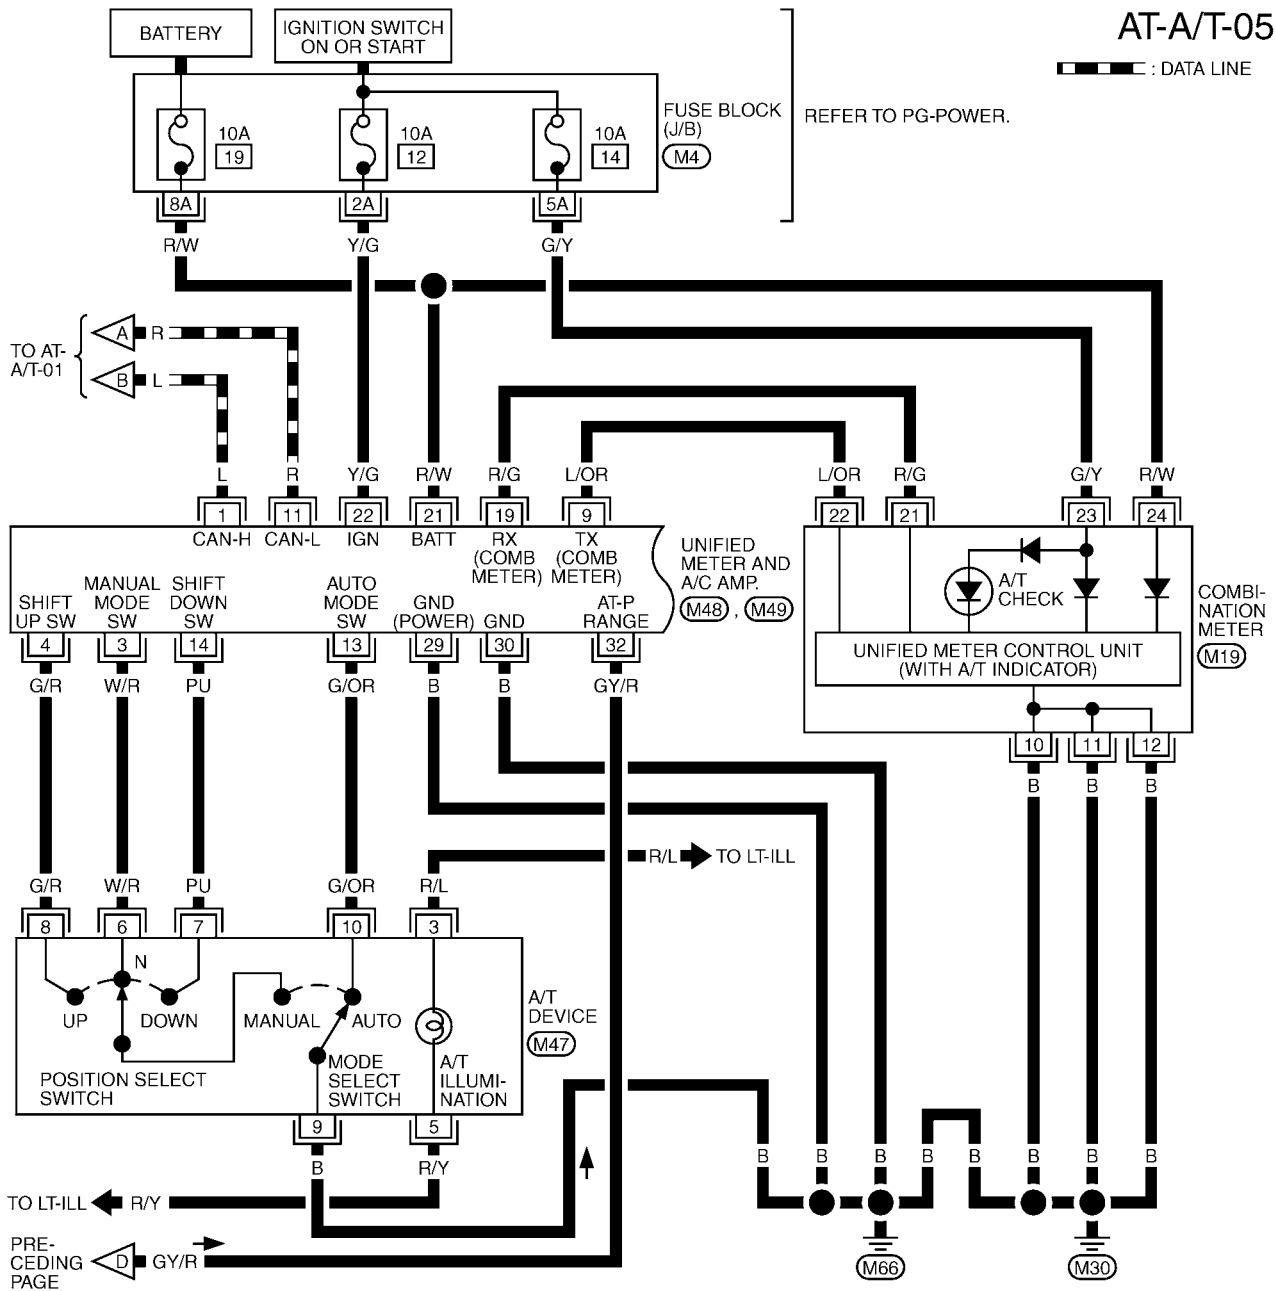 AT-A/T-05
: DATA LINE
BATTERY
IGNITION SWITCH
ON OR START
FUSE BLOCK
(J/B)
M4
REFER TO PG-POWER.
10A
19
10A
12
10A
14
8A
2A
5A
R/W
Y/G
G/Y
TO AT-
A/T-01
A
R
B
L
L
R
Y/G
R/W
R/G
L/OR
L/OR
R/G
G/Y
R/W
1
11
22
21
19
9
22
21
23
24
CAN-H
CAN-L
IGN
BATT
RX
(COMB
METER)
TX
(COMB
METER)
UNIFIED
METER AND
A/C AMP.
M48 , M49
SHIFT
UP SW
MANUAL
MODE
SW
SHIFT
DOWN
SW
AUTO
MODE
SW
GND
(POWER)
GND
AT-P
RANGE
A/T
CHECK
COMBI-
NATION
METER
M19
UNIFIED METER CONTROL UNIT
(WITH A/T INDICATOR)
4
3
14
13
29
30
32
G/R
W/R
PU
G/OR
B
B
GY/R
10
11
12
B
B
B
R/L
TO LT-ILL
G/R
W/R
PU
G/OR
R/L
8
6
7
10
3
N
UP
DOWN
MANUAL
AUTO
A/T
DEVICE
M47
POSITION SELECT
SWITCH
MODE
SELECT
SWITCH
A/T
ILLUMI-
NATION
9
5
B
R/Y
B
B
B
B
B
B
B
B
TO LT-ILL
R/Y
PRE-
CEDING
PAGE
D
GY/R
M66
M30